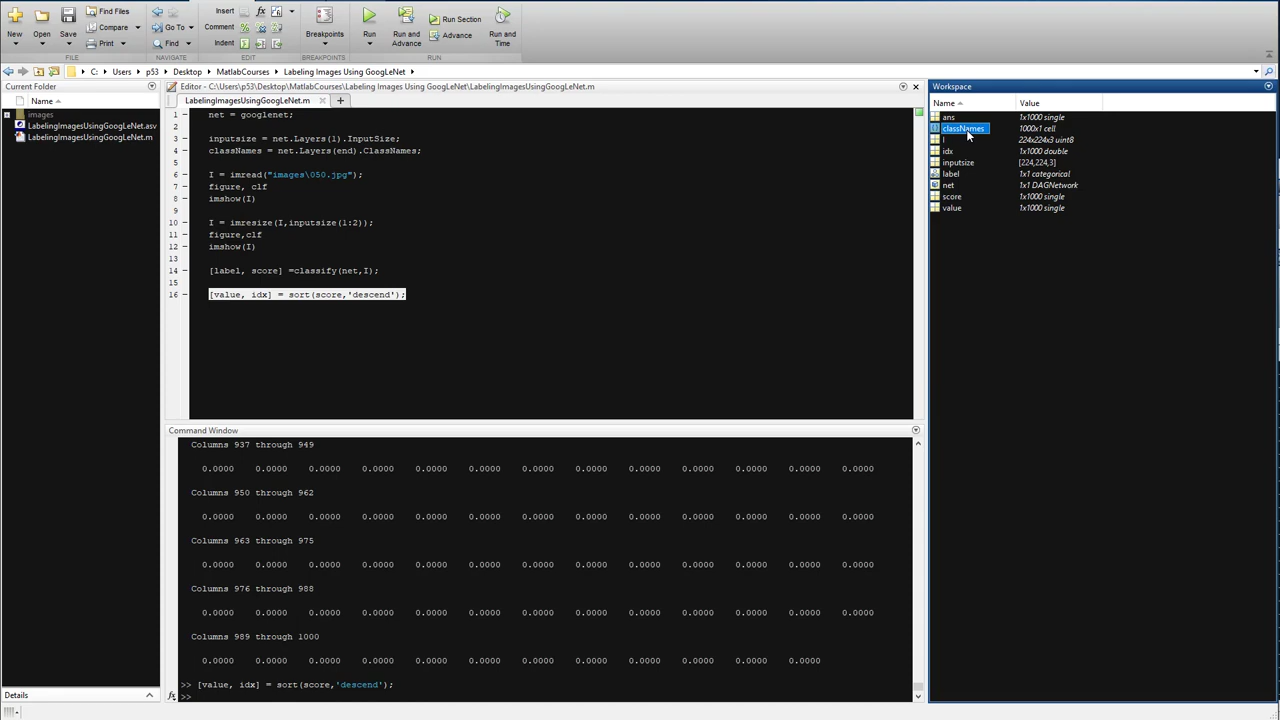 Insert fx
Find Files
Compare
Print
Go To
Find
Comment
Indent
New
Open
Save
Breakpoints
Run
Run and
Advance
Run Section
Advance
Run and
Time
FILE
NAVIGATE
EDIT
BREAKPOINTS
RUN
C: Users p53 Desktop MatlabCourses Labeling Images Using GoogLeNet
Current Folder
Name
images
LabelingImagesUsingGoogLeNet.asv
LabelingImagesUsingGoogLeNet.m
Details
Editor - C:\Users\p53\Desktop\MatlabCourses\Labeling Images Using GoogLeNet\LabelingImagesUsingGoogLeNet.m
LabelingImagesUsingGoogLeNet.m
1 net = googlenet;
2
3 inputsize = net.Layers(1).InputSize;
4 classNames = net.Layers(end).ClassNames;
5
6 I = imread("images\050.jpg");
7 figure, clf
8 imshow(I)
9
10 I = imresize(I,inputsize(1:2));
11 figure,clf
12 imshow(I)
13
14 [label, score] =classify(net,I);
15
16 [value, idx] = sort(score,'descend');
Command Window
Columns 937 through 949
0.0000 0.0000 0.0000 0.0000 0.0000 0.0000 0.0000 0.0000 0.0000 0.0000 0.0000 0.0000 0.0000
Columns 950 through 962
0.0000 0.0000 0.0000 0.0000 0.0000 0.0000 0.0000 0.0000 0.0000 0.0000 0.0000 0.0000 0.0000
Columns 963 through 975
0.0000 0.0000 0.0000 0.0000 0.0000 0.0000 0.0000 0.0000 0.0000 0.0000 0.0000 0.0000 0.0000
Columns 976 through 988
0.0000 0.0000 0.0000 0.0000 0.0000 0.0000 0.0000 0.0000 0.0000 0.0000 0.0000 0.0000 0.0000
Columns 989 through 1000
0.0000 0.0000 0.0000 0.0000 0.0000 0.0000 0.0000 0.0000 0.0000 0.0000 0.0000 0.0000
>> [value, idx] = sort(score,'descend');
fx >>
Workspace
Name Value
ans 1x1000 single
classNames 1000x1 cell
I 224x224x3 uint8
idx 1x1000 double
inputsize [224,224,3]
label 1x1 categorical
net 1x1 DAGNetwork
score 1x1000 single
value 1x1000 single